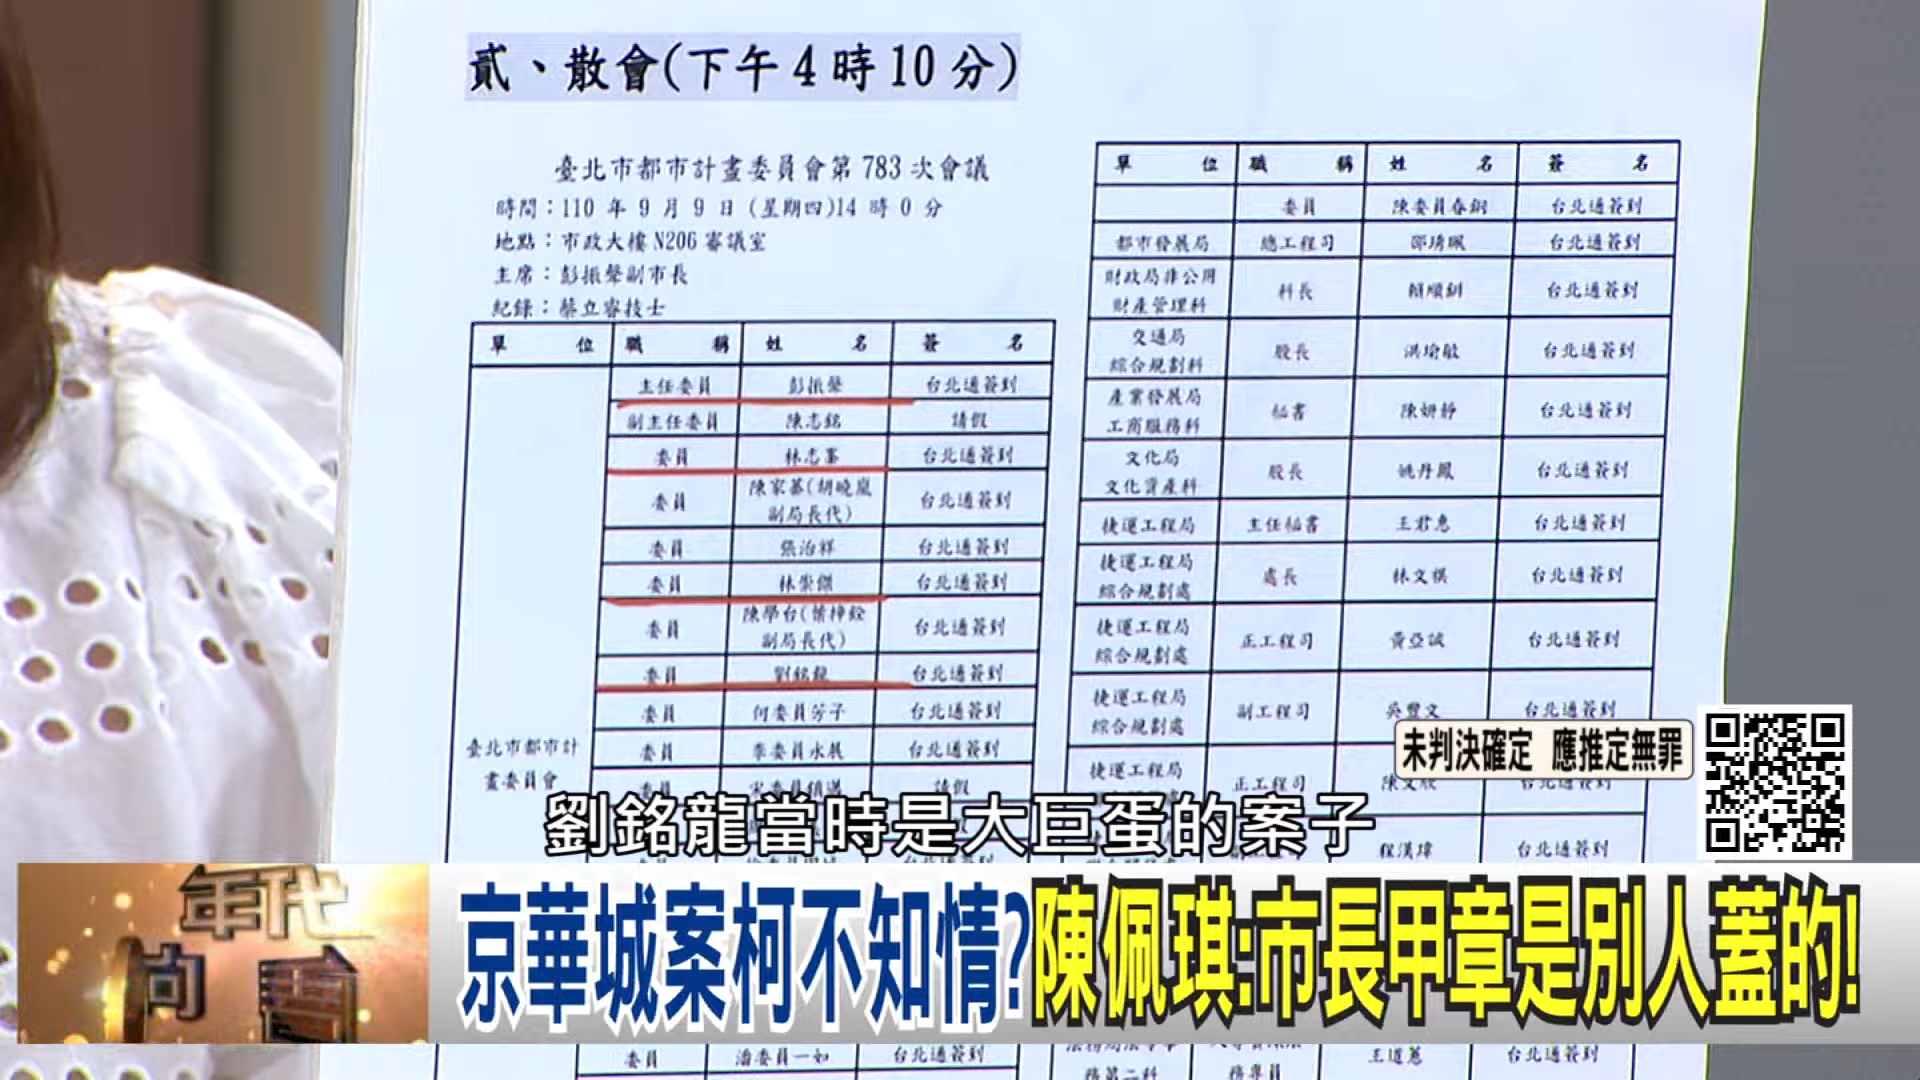 貳、散會(下午4時10分)
臺北市都市計畫委員會第783次會議
時間：110 年 9 月 9 日 (星期四)14 時 0 分
地點：市政大樓 N206 審議室
主席：彭振聲副市長
紀錄：蔡立睿技士
單位 職稱 姓名 簽名
臺北市都市計
畫委員會
主任委員 彭振聲 台北通簽到
副主任委員 陳志銘 請假
委員 林志峯 台北通簽到
委員 陳家蓁(胡曉嵐
副局長代) 台北通簽到
委員 張治祥 台北通簽到
委員 林崇傑 台北通簽到
委員 陳學台(葉梓銓
副局長代) 台北通簽到
委員 劉銘龍 台北通簽到
委員 何委員芳子 台北通簽到
委員 台北通簽到
委員 請假
委員 潘委員一如 台北通簽到
單位 職稱 姓名 簽名
委員 陳委員春銅 台北通簽到
都市發展局 總工程司 邵琇珮 台北通簽到
財政局非公用
財產管理科 科長 賴順釧 台北通簽到
交通局
綜合規劃科 股長 洪瑜敏 台北通簽到
產業發展局
工商服務科 秘書 陳妍靜 台北通簽到
文化局
文化資產科 股長 姚丹鳳 台北通簽到
捷運工程局 主任秘書 王君惠 台北通簽到
捷運工程局
綜合規劃處 處長 林文祺 台北通簽到
捷運工程局
綜合規劃處 正工程司 黃亞誠 台北通簽到
捷運工程局
綜合規劃處 副工程司 吳豐文 台北通簽到
捷運工程局
正工程司 台北通簽到
程漢瑋 台北通簽到
務第二科 務專員 王道蕙 台北通簽到
未判決確定 應推定無罪
劉銘龍當時是大巨蛋的案子
年代向錢
京華城案柯不知情?陳佩琪:市長甲章是別人蓋的!